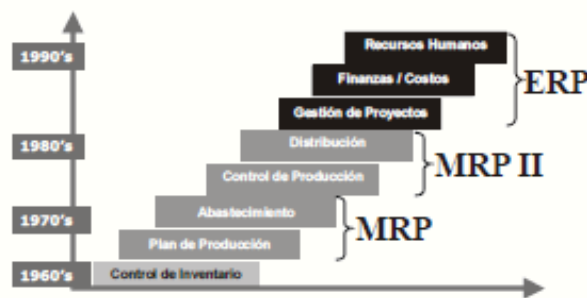 1990's
Recursos Humanos
Finanzas / Costos
ERP
Gestión de Proyectos
1980's
Distribución
MRP II
Control de Producción
1970's
Abastecimiento
MRP
Plan de Producción
1960's
Control de Inventario